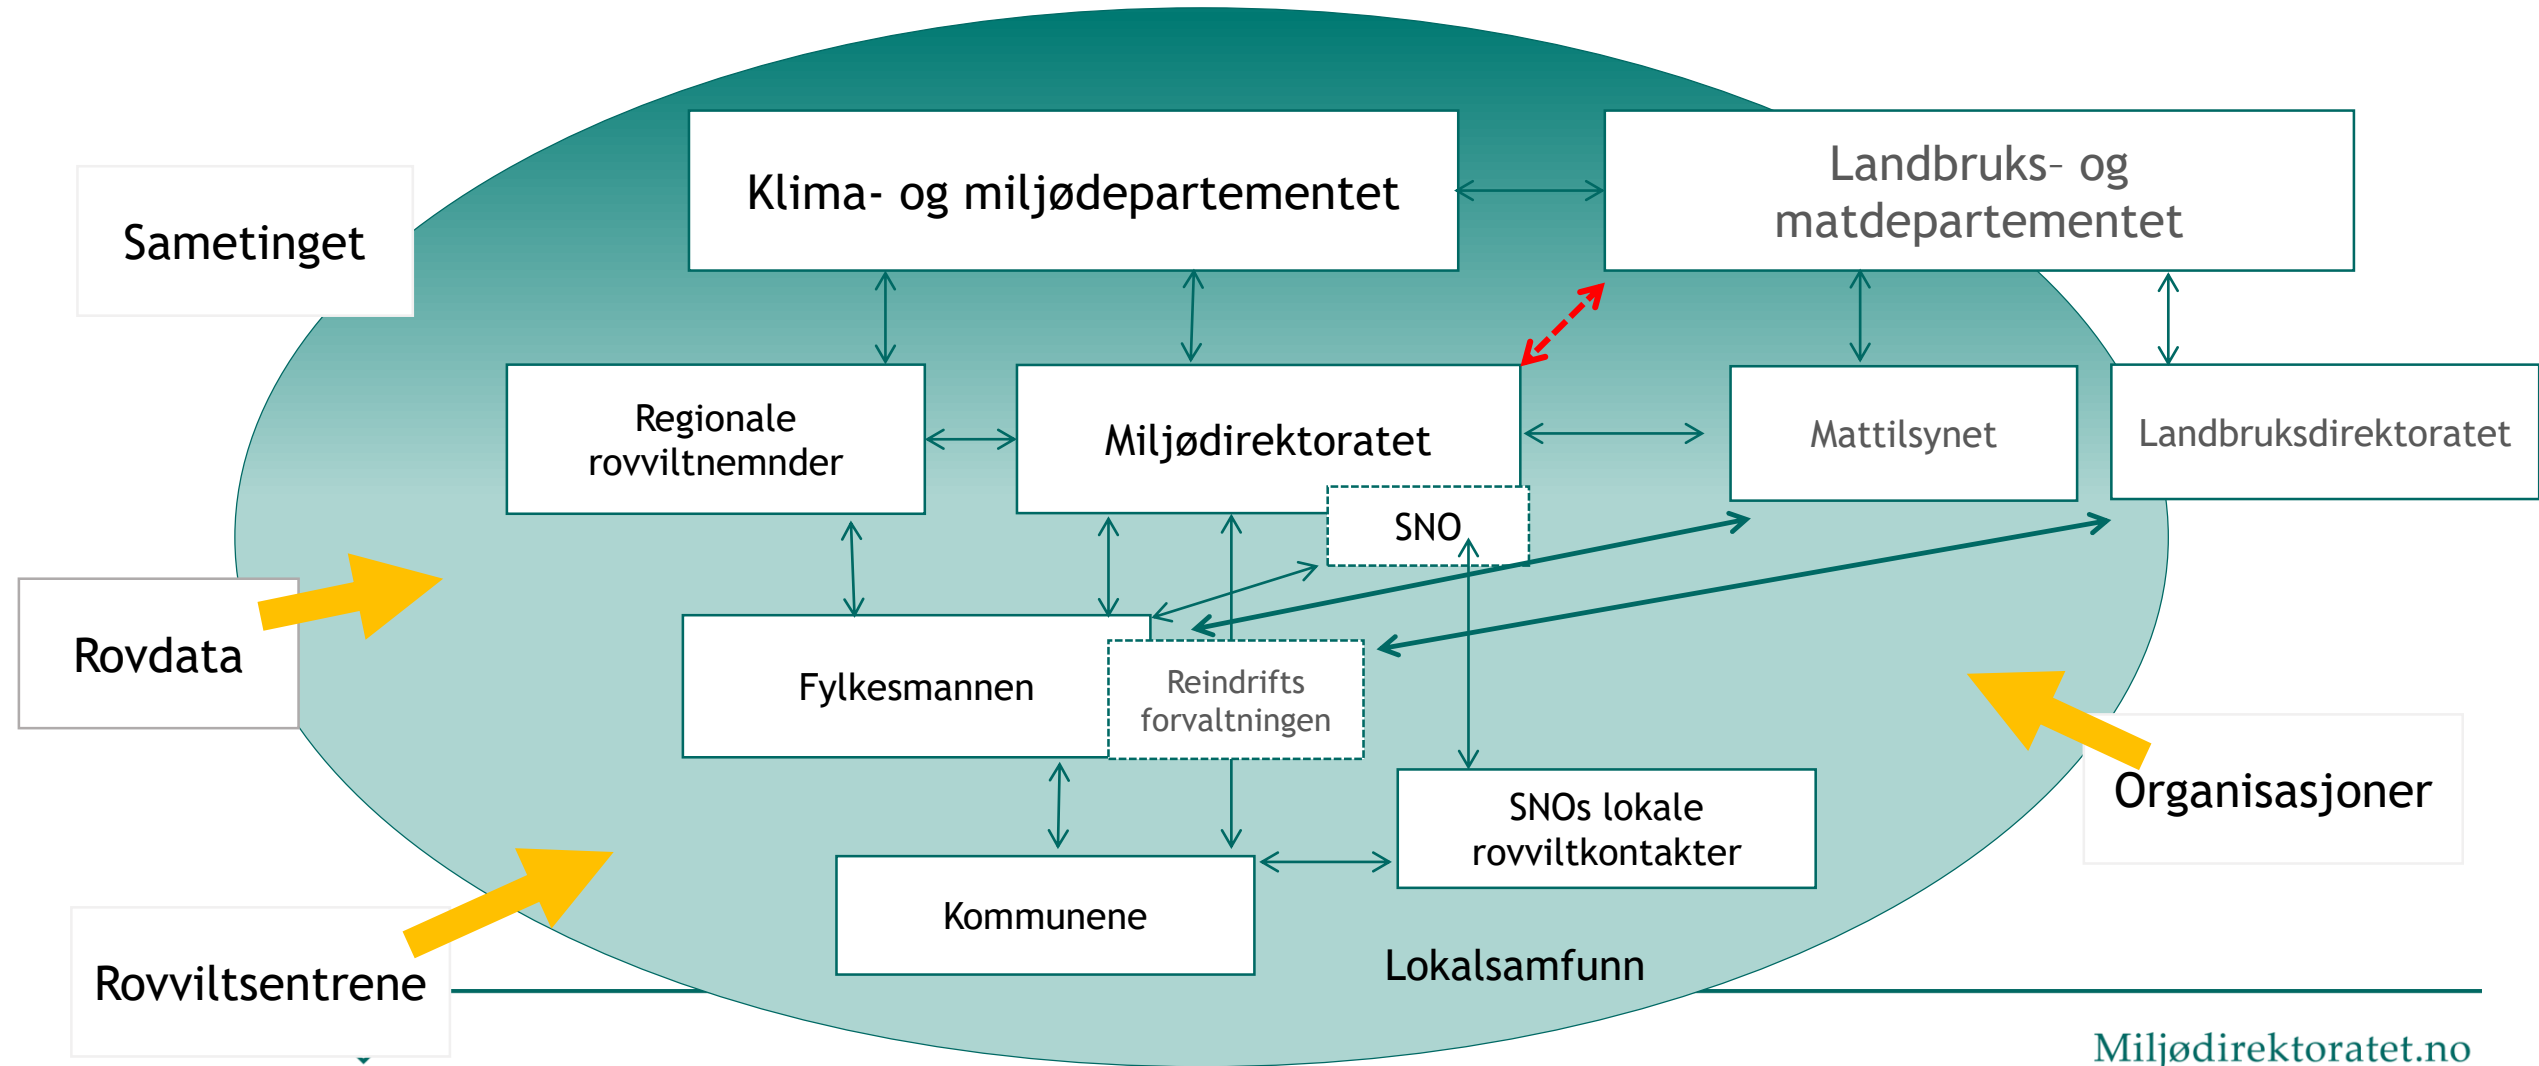 Klima- og miljødepartementet
Landbruks– og
matdepartementet
Sametinget
Regionale
rovviltnemnder
Miljødirektoratet
Mattilsynet
Landbruksdirektoratet
SNO
Rovdata
Fylkesmannen
Reindrifts
forvaltningen
Organisasjoner
SNOs lokale
rovviltkontakter
Kommunene
Lokalsamfunn
Rovviltsentrene
Miljødirektoratet.no